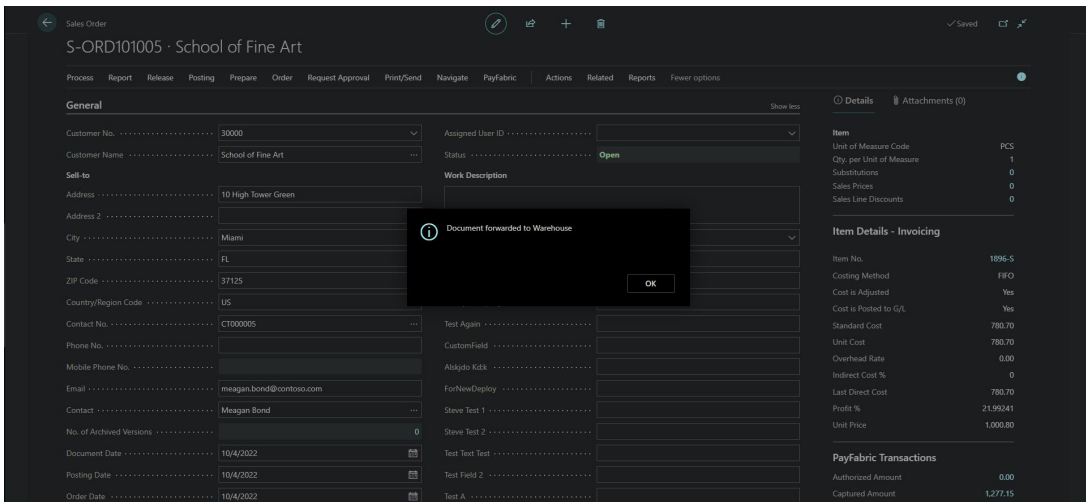 Sales Order
Saved
S-ORD101005 · School of Fine Art
Process Report Release Posting Prepare Order Request Approval Print/Send Navigate PayFabric Actions Related Reports Fewer options
General
Show less
Customer No. 30000
Customer Name School of Fine Art
Sell-to
Address 10 High Tower Green
Address 2
City Miami
State FL
ZIP Code 37125
Country/Region Code US
Contact No. CT000005
Phone No.
Mobile Phone No.
Email meagan.bond@contoso.com
Contact Meagan Bond
No. of Archived Versions 0
Document Date 10/4/2022
Posting Date 10/4/2022
Order Date 10/4/2022
Assigned User ID
Status Open
Work Description
Document forwarded to Warehouse
OK
Test Again
CustomField
Alskjdo Kd:k
ForNewDeploy
Steve Test 1
Steve Test 2
Test Text Test
Test Field 2
Test A
Details Attachments (0)
Item
Unit of Measure Code PCS
Qty. per Unit of Measure 1
Substitutions 0
Sales Prices 0
Sales Line Discounts 0
Item Details - Invoicing
Item No. 1896-S
Costing Method FIFO
Cost is Adjusted Yes
Cost is Posted to G/L Yes
Standard Cost 780.70
Unit Cost 780.70
Overhead Rate 0.00
Indirect Cost % 0
Last Direct Cost 780.70
Profit % 21.99241
Unit Price 1,000.80
PayFabric Transactions
Authorized Amount 0.00
Captured Amount 1,277.15